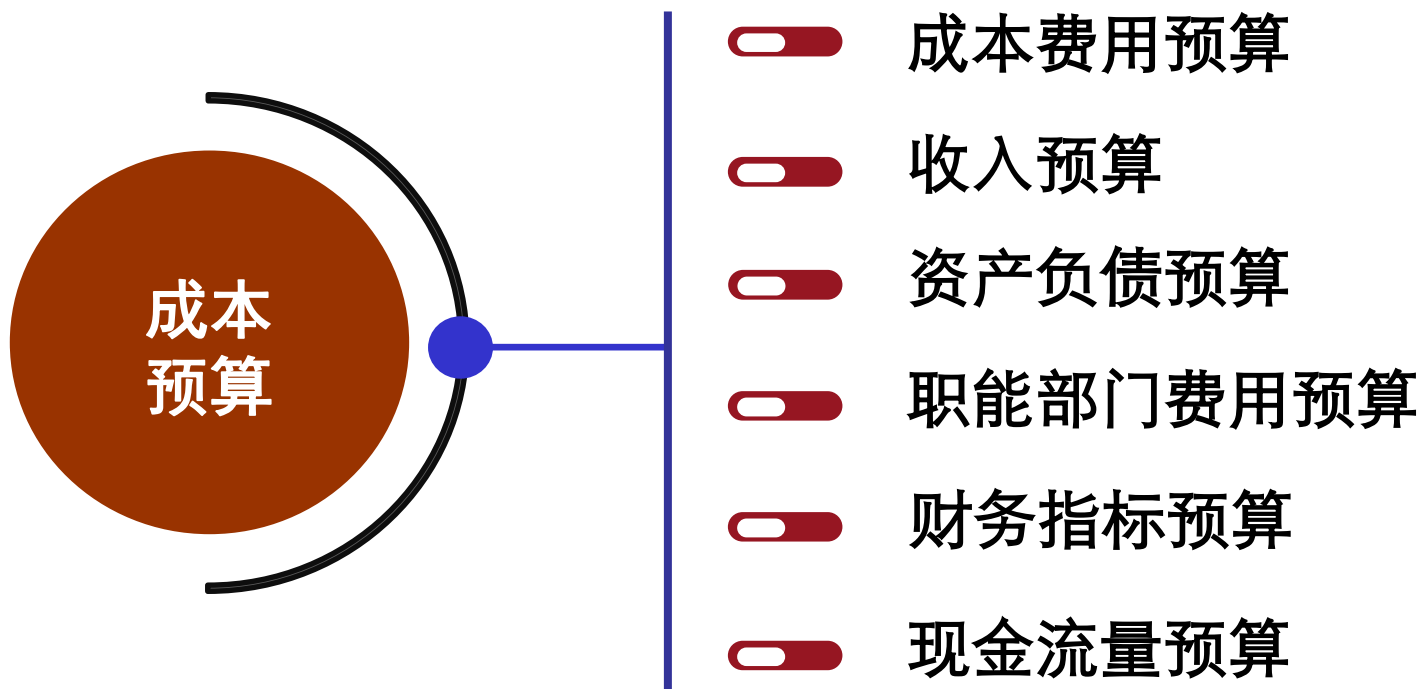 成本
预算
成本费用预算
收入预算
资产负债预算
职能部门费用预算
财务指标预算
现金流量预算